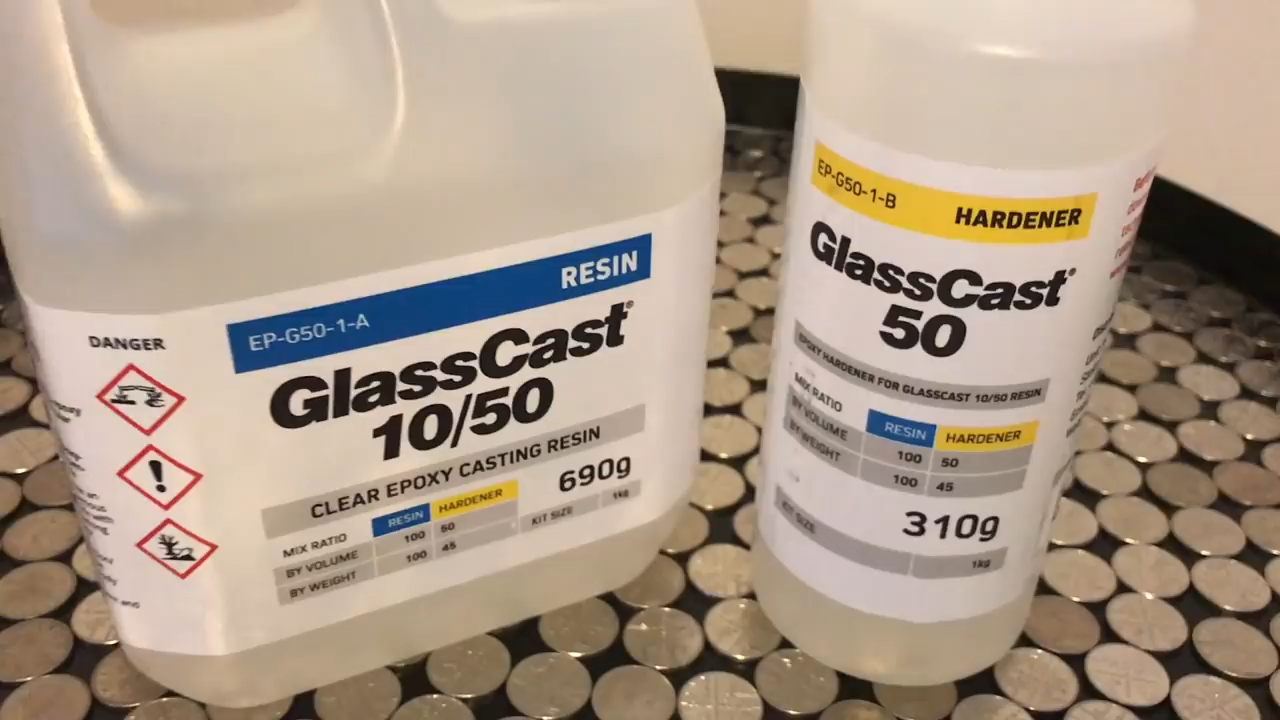 DANGER
EP-G50-1-A RESIN
GlassCast®
10/50
CLEAR EPOXY CASTING RESIN
690g
MIX RATIO RESIN HARDENER
BY VOLUME 100 50
BY WEIGHT 100 45
KIT SIZE 1kg
EP-G50-1-B HARDENER
GlassCast®
50
EPOXY HARDENER FOR GLASSCAST 10/50 RESIN
MIX RATIO RESIN HARDENER
BY VOLUME 100 50
BY WEIGHT 100 45
310g
KIT SIZE 1kg